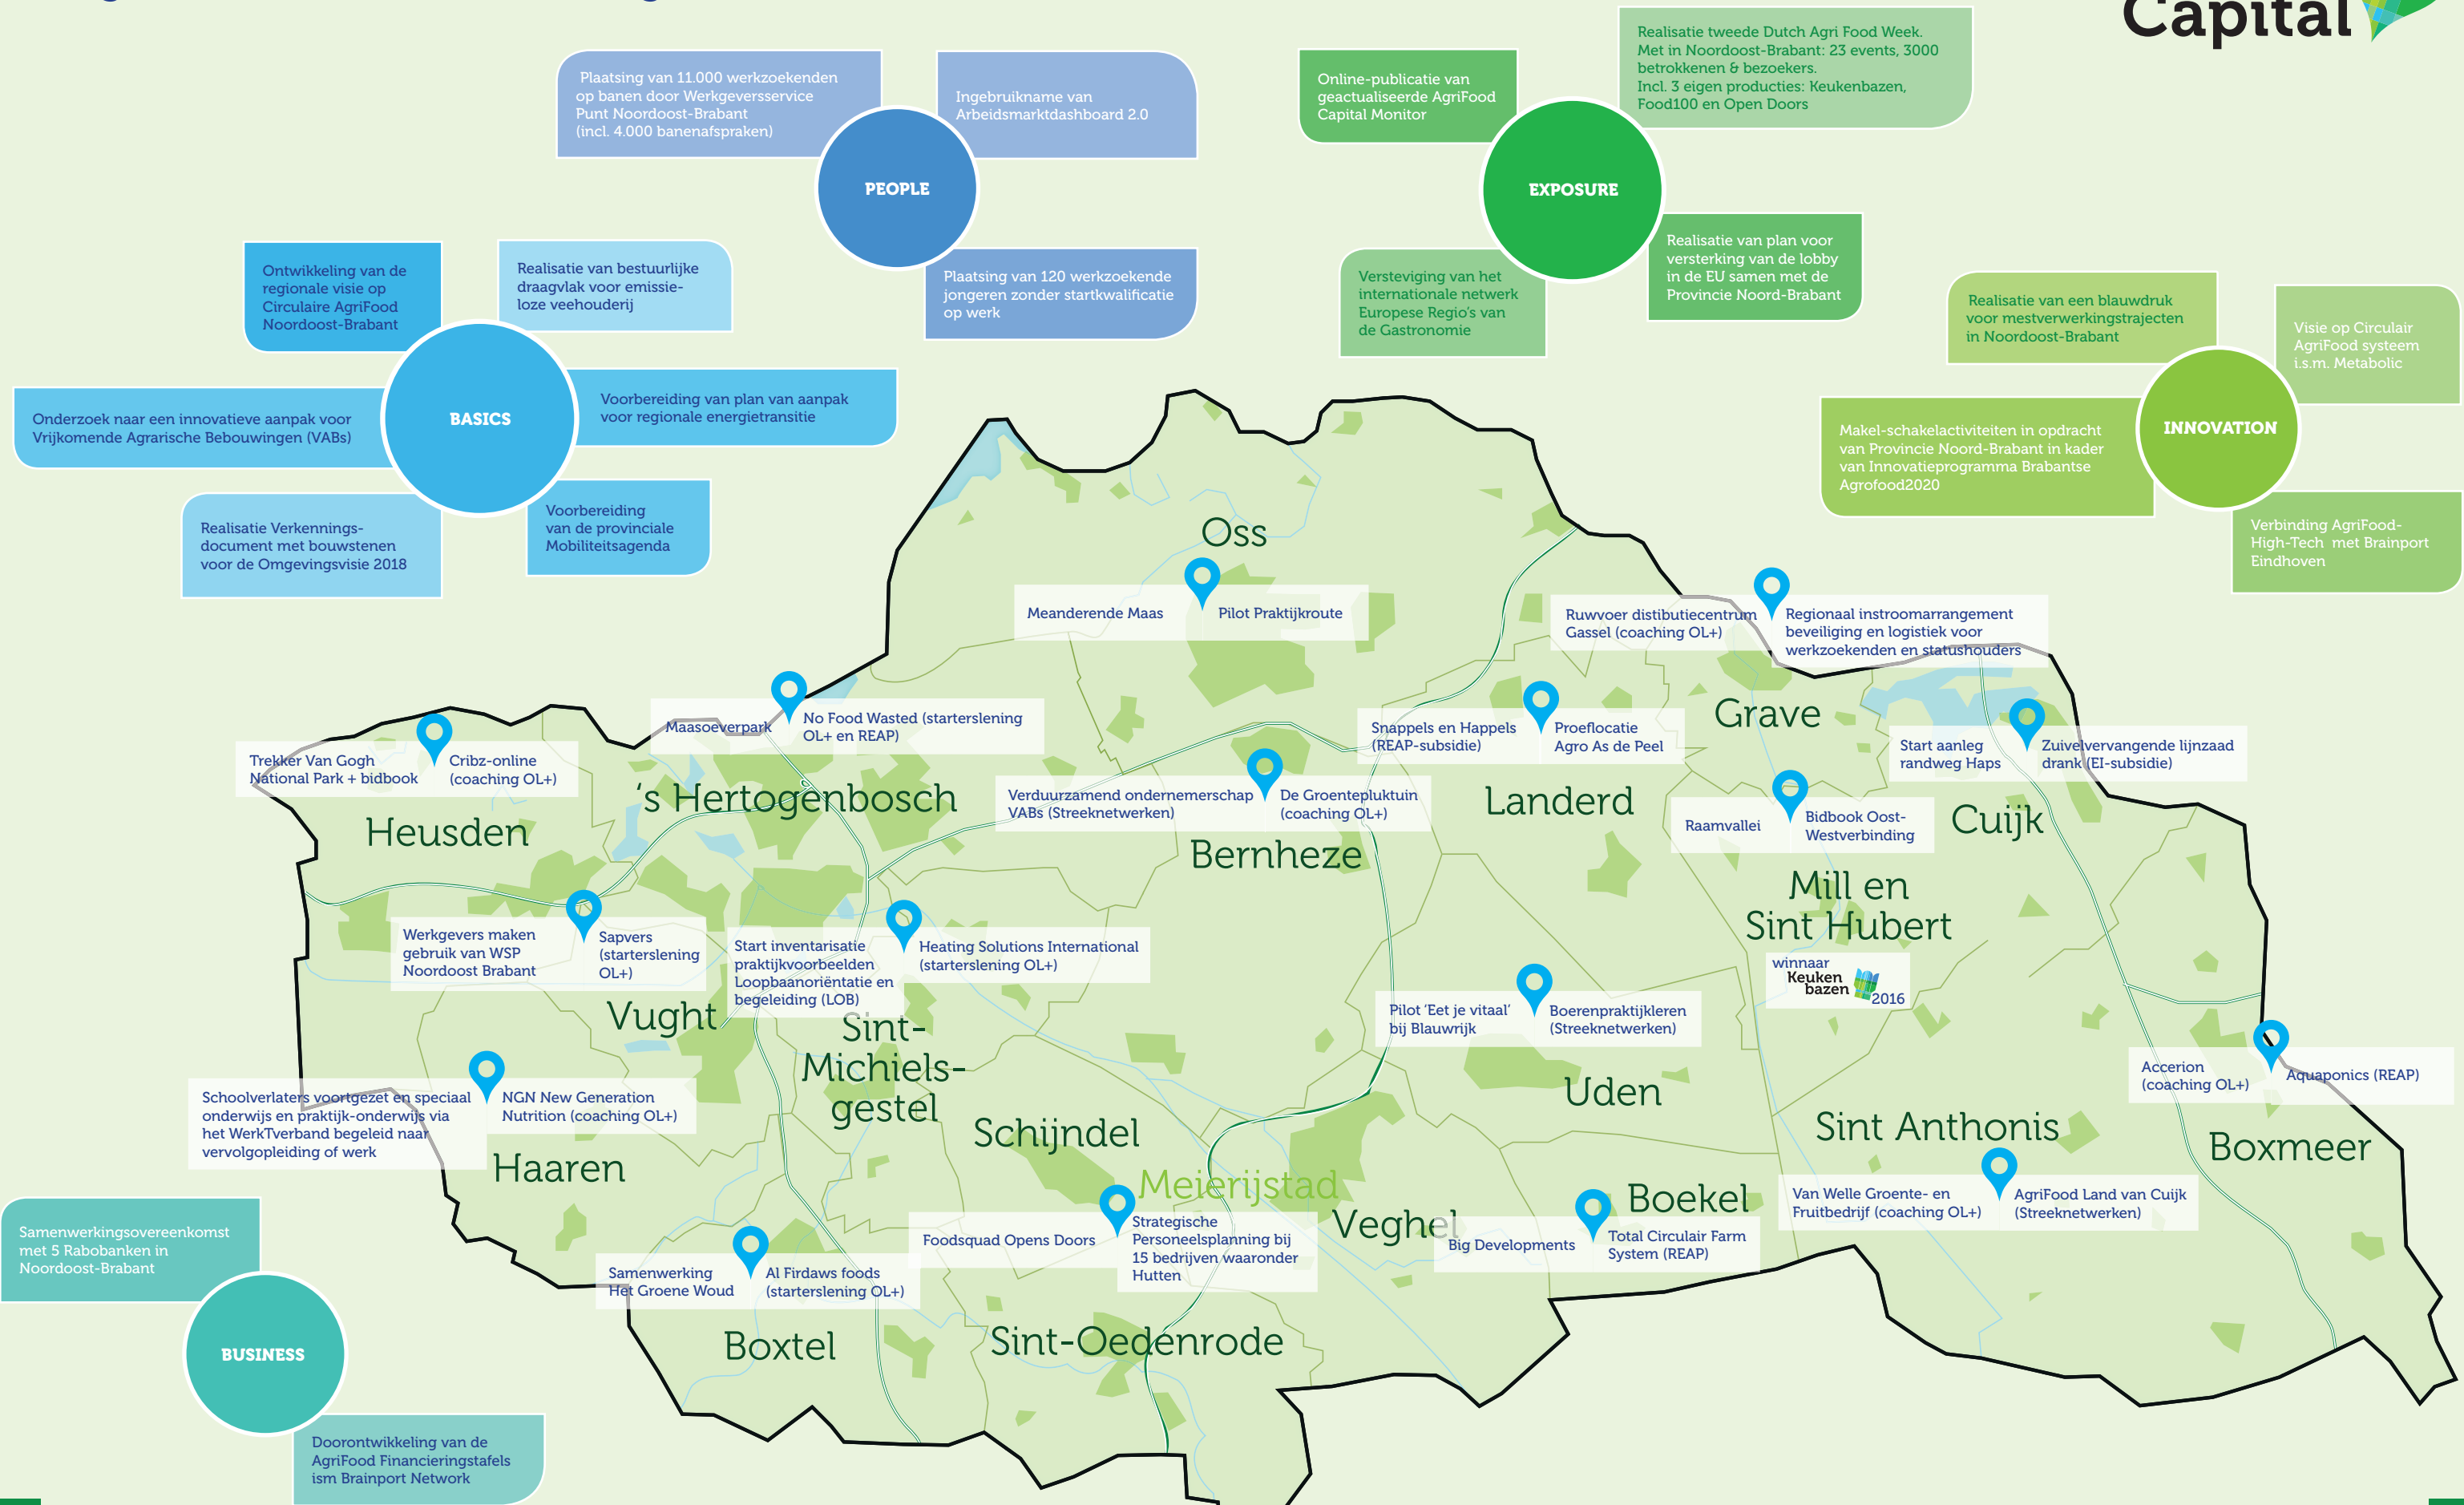 Capital
Plaatsing van 11.000 werkzoekenden
op banen door Werkgeversservice
Punt Noordoost-Brabant
(incl. 4.000 banenafspraken)
Ingebruikname van
Arbeidsmarktdashboard 2.0
PEOPLE
Plaatsing van 120 werkzoekende
jongeren zonder startkwalificatie
op werk
Online-publicatie van
geactualiseerde AgriFood
Capital Monitor
Realisatie tweede Dutch Agri Food Week.
Met in Noordoost-Brabant: 23 events, 3000
betrokkenen & bezoekers.
Incl. 3 eigen producties: Keukenbazen,
Food100 en Open Doors
EXPOSURE
Versteviging van het
internationale netwerk
Europese Regio's van
de Gastronomie
Realisatie van plan voor
versterking van de lobby
in de EU samen met de
Provincie Noord-Brabant
Ontwikkeling van de
regionale visie op
Circulaire AgriFood
Noordoost-Brabant
Realisatie van bestuurlijke
draagvlak voor emissie-
loze veehouderij
Onderzoek naar een innovatieve aanpak voor
Vrijkomende Agrarische Bebouwingen (VABs)
BASICS
Voorbereiding van plan van aanpak
voor regionale energietransitie
Realisatie Verkennings-
document met bouwstenen
voor de Omgevingsvisie 2018
Voorbereiding
van de provinciale
Mobiliteitsagenda
Realisatie van een blauwdruk
voor mestverwerkingstrajecten
in Noordoost-Brabant
Visie op Circulair
AgriFood systeem
i.s.m. Metabolic
INNOVATION
Makel-schakelactiviteiten in opdracht
van Provincie Noord-Brabant in kader
van Innovatieprogramma Brabantse
Agrofood2020
Verbinding AgriFood-
High-Tech met Brainport
Eindhoven
Oss
Meanderende Maas
Pilot Praktijkroute
Ruwvoer distibutiecentrum
Gassel (coaching OL+)
Regionaal instroomarrangement
beveiliging en logistiek voor
werkzoekenden en statushouders
Grave
Maasoeverpark
No Food Wasted (starterslening
OL+ en REAP)
's Hertogenbosch
Trekker Van Gogh
National Park + bidbook
Cribz-online
(coaching OL+)
Heusden
Snappels en Happels
(REAP-subsidie)
Proeflocatie
Agro As de Peel
Landerd
Start aanleg
randweg Haps
Zuivelvervangende lijnzaad
drank (EI-subsidie)
Cuijk
Verduurzamend ondernemerschap
VABs (Streeknetwerken)
De Groentepluktuin
(coaching OL+)
Bernheze
Raamvallei
Bidbook Oost-
Westverbinding
Mill en
Sint Hubert
winnaar
Keuken
bazen
2016
Werkgevers maken
gebruik van WSP
Noordoost Brabant
Sapvers
(starterslening
OL+)
Vught
Start inventarisatie
praktijkvoorbeelden
Loopbaanoriëntatie en
begeleiding (LOB)
Heating Solutions International
(starterslening OL+)
Sint-
Michiels-
gestel
Pilot 'Eet je vitaal'
bij Blauwrijk
Boerenpraktijkleren
(Streeknetwerken)
Uden
Accerion
(coaching OL+)
Aquaponics (REAP)
Boxmeer
Schoolverlaters voortgezet en speciaal
onderwijs en praktijk-onderwijs via
het WerkTverband begeleid naar
vervolgopleiding of werk
NGN New Generation
Nutrition (coaching OL+)
Haaren
Schijndel
Meierijstad
Veghel
Foodsquad Opens Doors
Strategische
Personeelsplanning bij
15 bedrijven waaronder
Hutten
Sint-Oedenrode
Boekel
Big Developments
Total Circulair Farm
System (REAP)
Sint Anthonis
Van Welle Groente- en
Fruitbedrijf (coaching OL+)
AgriFood Land van Cuijk
(Streeknetwerken)
Samenwerking
Het Groene Woud
Al Firdaws foods
(starterslening OL+)
Boxtel
Samenwerkingsovereenkomst
met 5 Rabobanken in
Noordoost-Brabant
BUSINESS
Doorontwikkeling van de
AgriFood Financieringstafels
ism Brainport Network